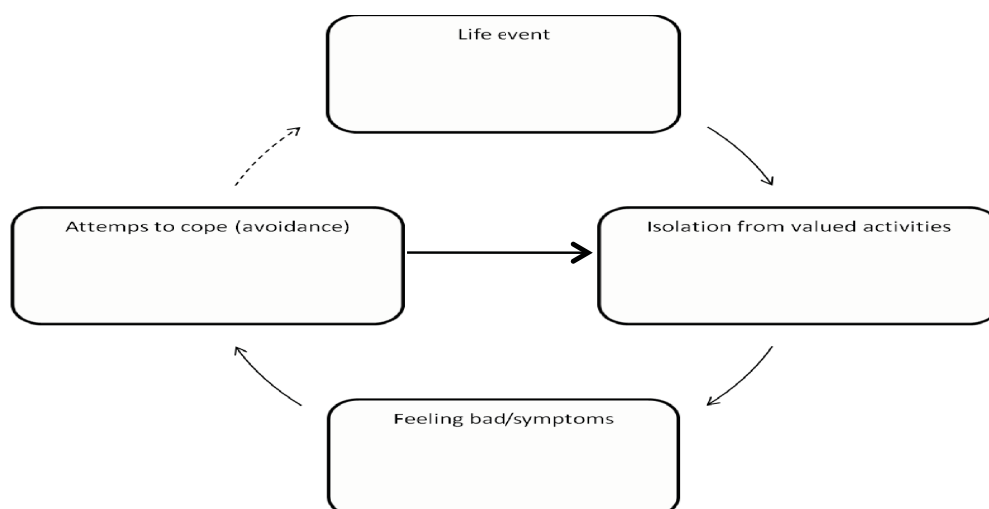 Life event
Attemps to cope (avoidance)
Isolation from valued activities
Feeling bad/symptoms